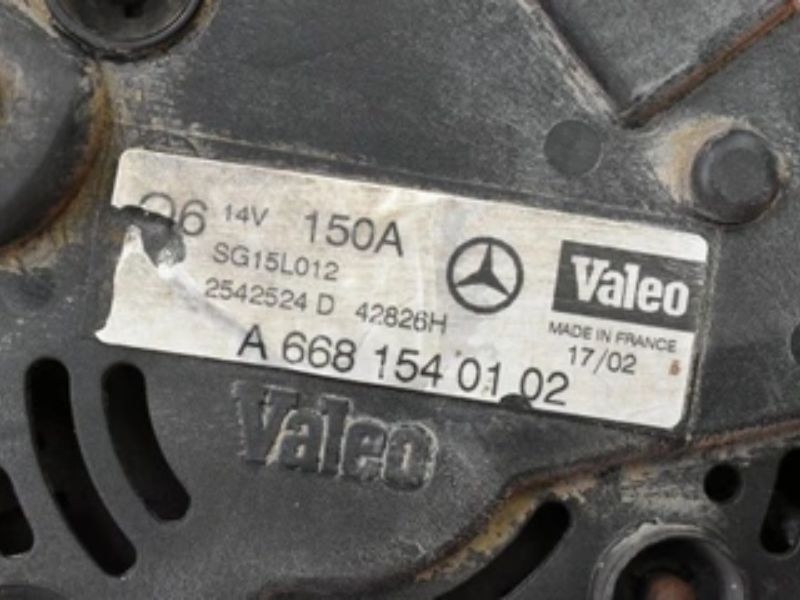 14V 150A
SG15L012
2542524 D 42826H
A 668 154 01 02
Valeo
MADE IN FRANCE
17/02
Valeo